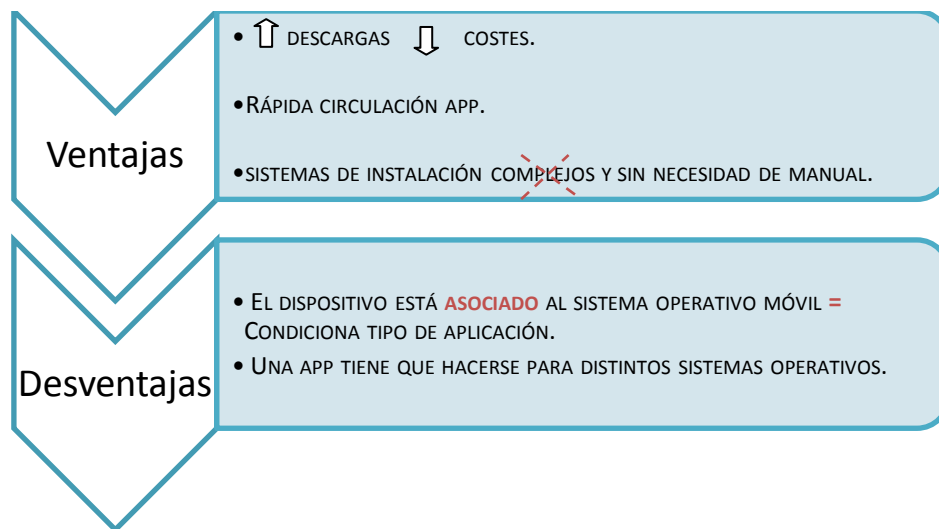 • ⇧ DESCARGAS ⇩ COSTES.
• RÁPIDA CIRCULACIÓN APP.
Ventajas
• SISTEMAS DE INSTALACIÓN COMPLEJOS Y SIN NECESIDAD DE MANUAL.
• EL DISPOSITIVO ESTÁ ASOCIADO AL SISTEMA OPERATIVO MÓVIL =
CONDICIONA TIPO DE APLICACIÓN.
Desventajas
• UNA APP TIENE QUE HACERSE PARA DISTINTOS SISTEMAS OPERATIVOS.